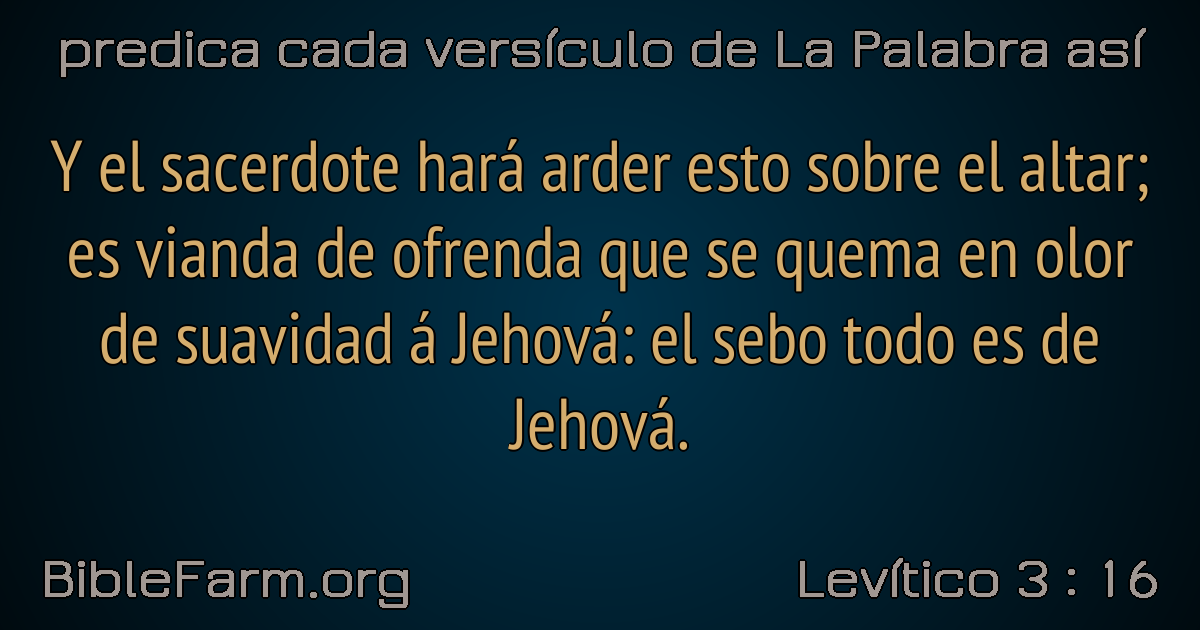 predica cada versículo de La Palabra así
Y el sacerdote hará arder esto sobre el altar;
es vianda de ofrenda que se quema en olor
de suavidad á Jehová: el sebo todo es de
Jehová.
BibleFarm.org
Levítico 3 : 16